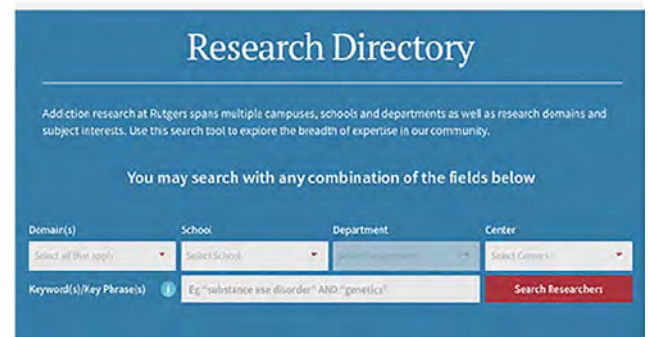 Research Directory
Addiction research at Rutgers spans multiple campuses, schools and departments as well as research domains and
subject interests. Use this search tool to explore the breadth of expertise in our community.
You may search with any combination of the fields below
Domain(s) School Department Center
Select all that apply Select School Select Centers
Keyword(s)/Key Phrase(s) i Eg "substance use disorder" AND "genetics" Search Researchers